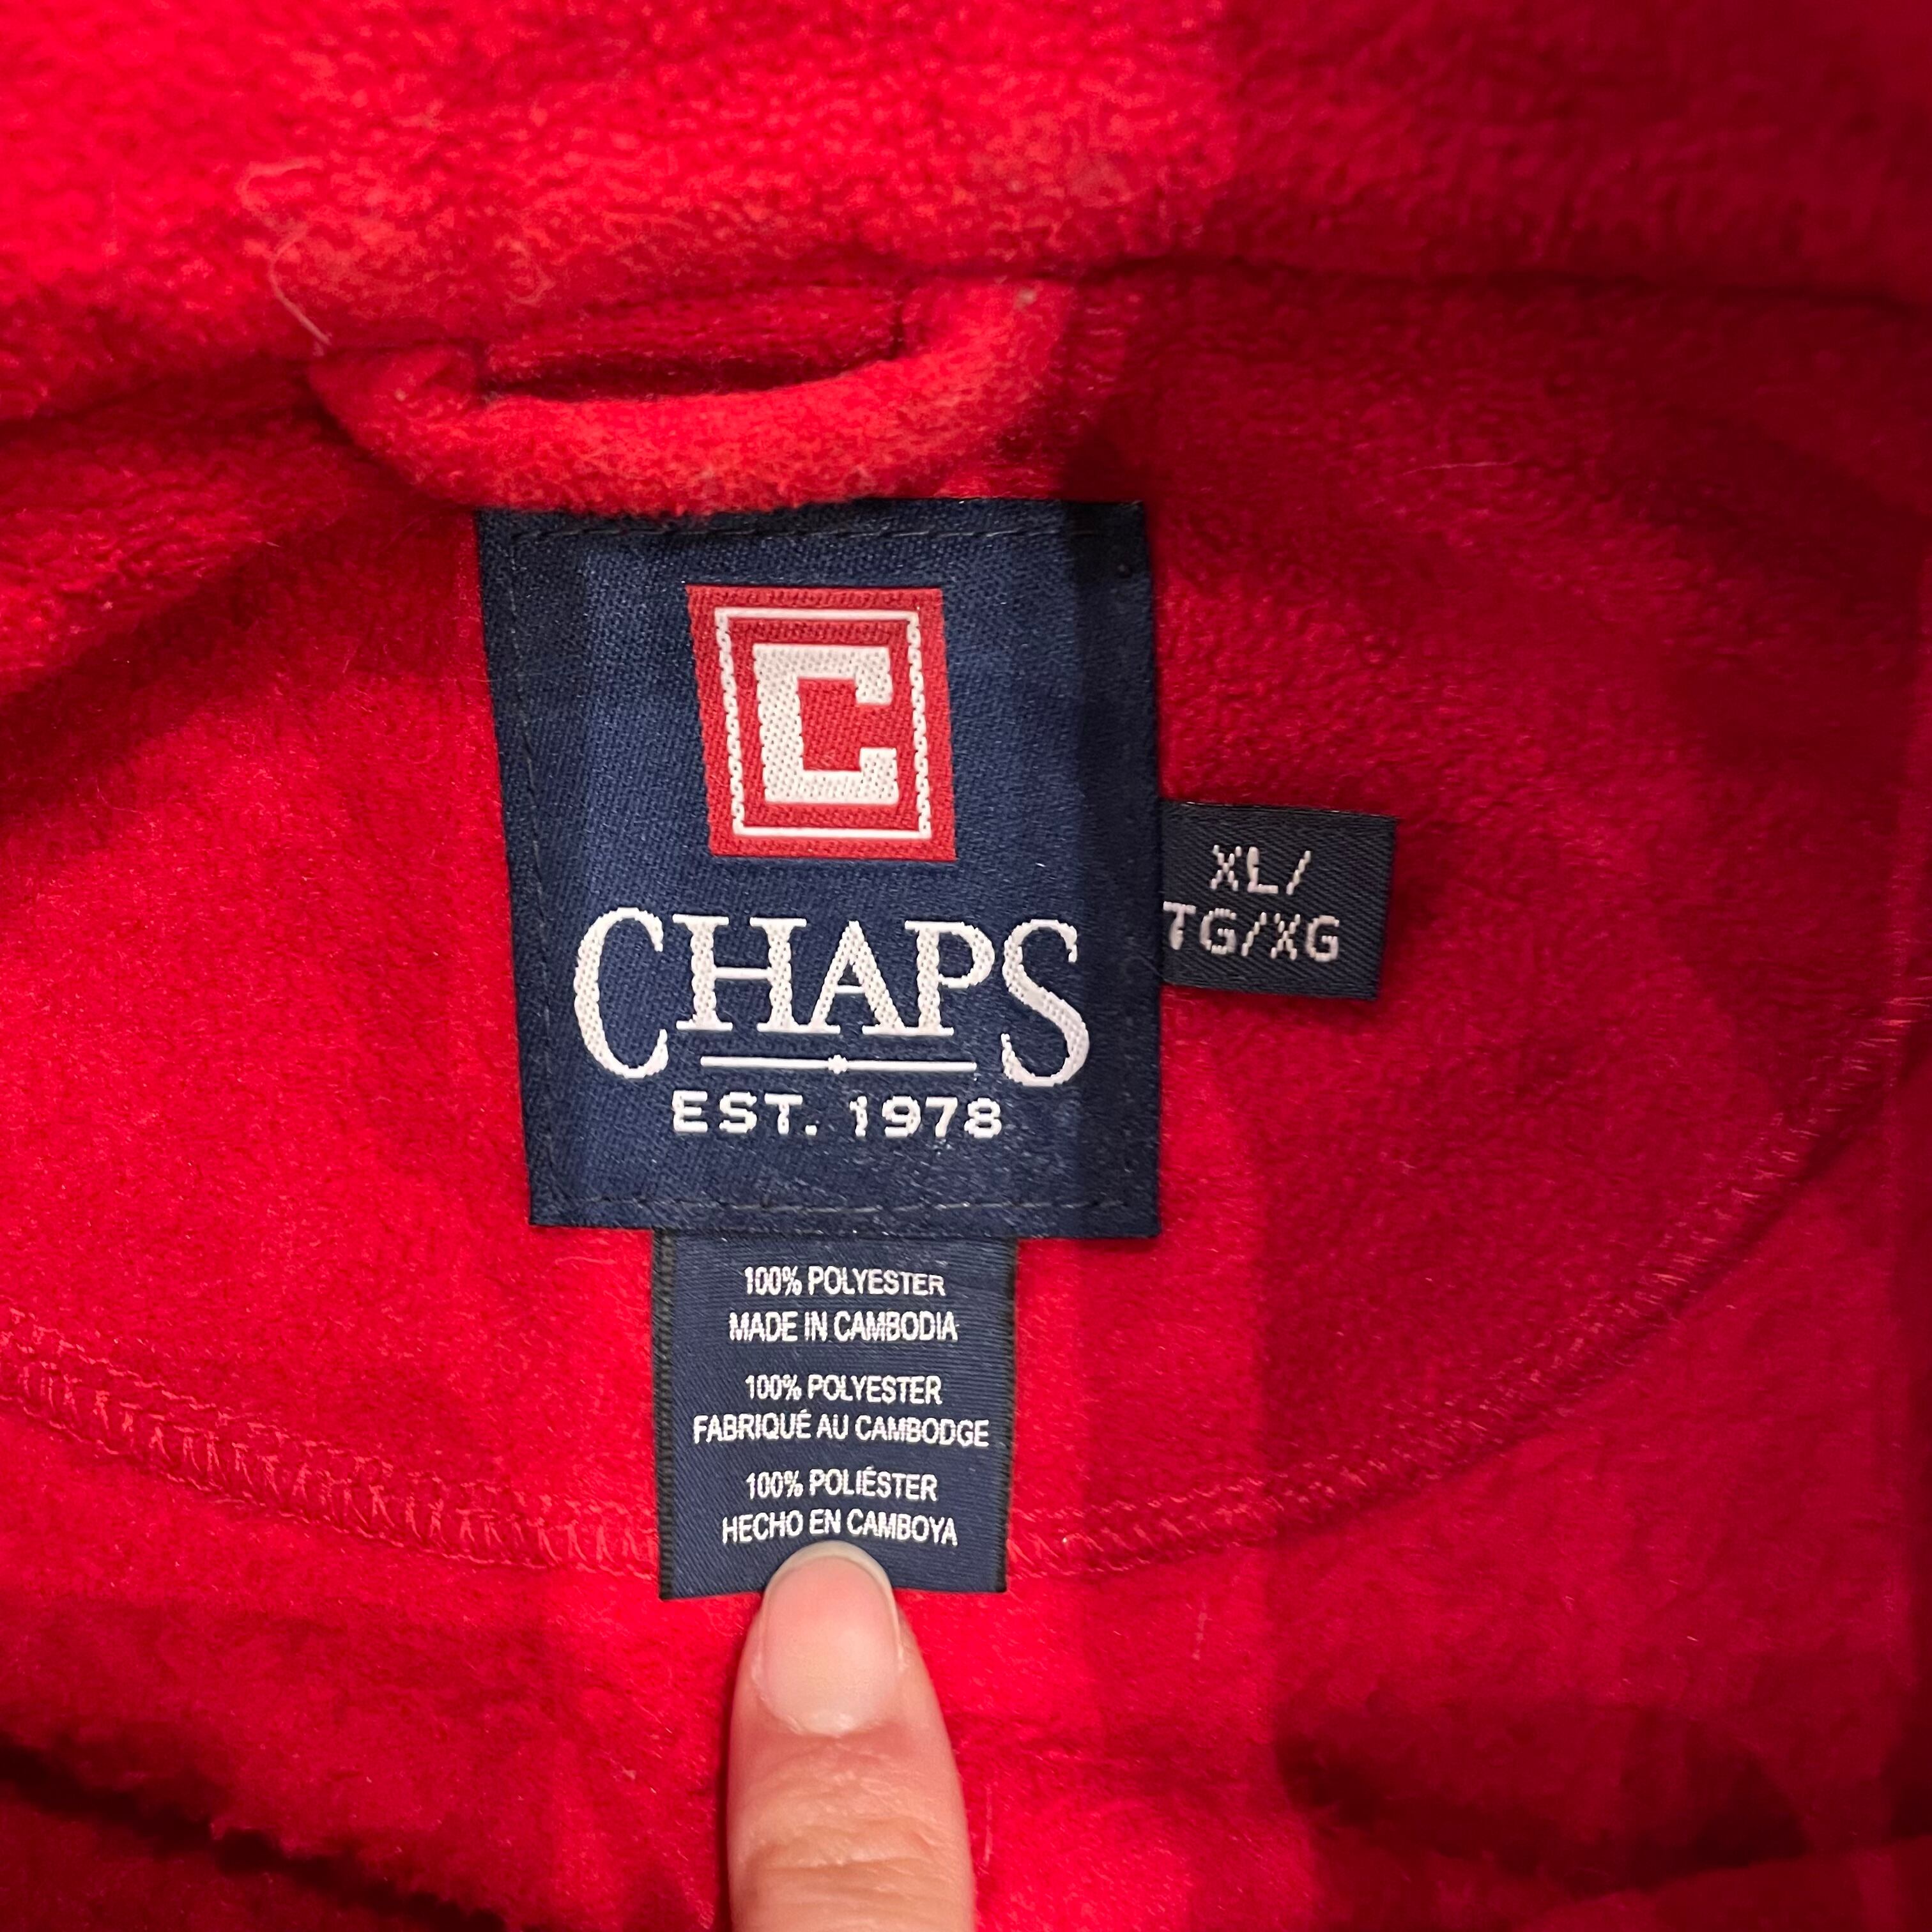 C
CHAPS
EST. 1978
XL/
TG/XG
100% POLYESTER
MADE IN CAMBODIA
100% POLYESTER
FABRIQUÉ AU CAMBODGE
100% POLIÉSTER
HECHO EN CAMBOYA